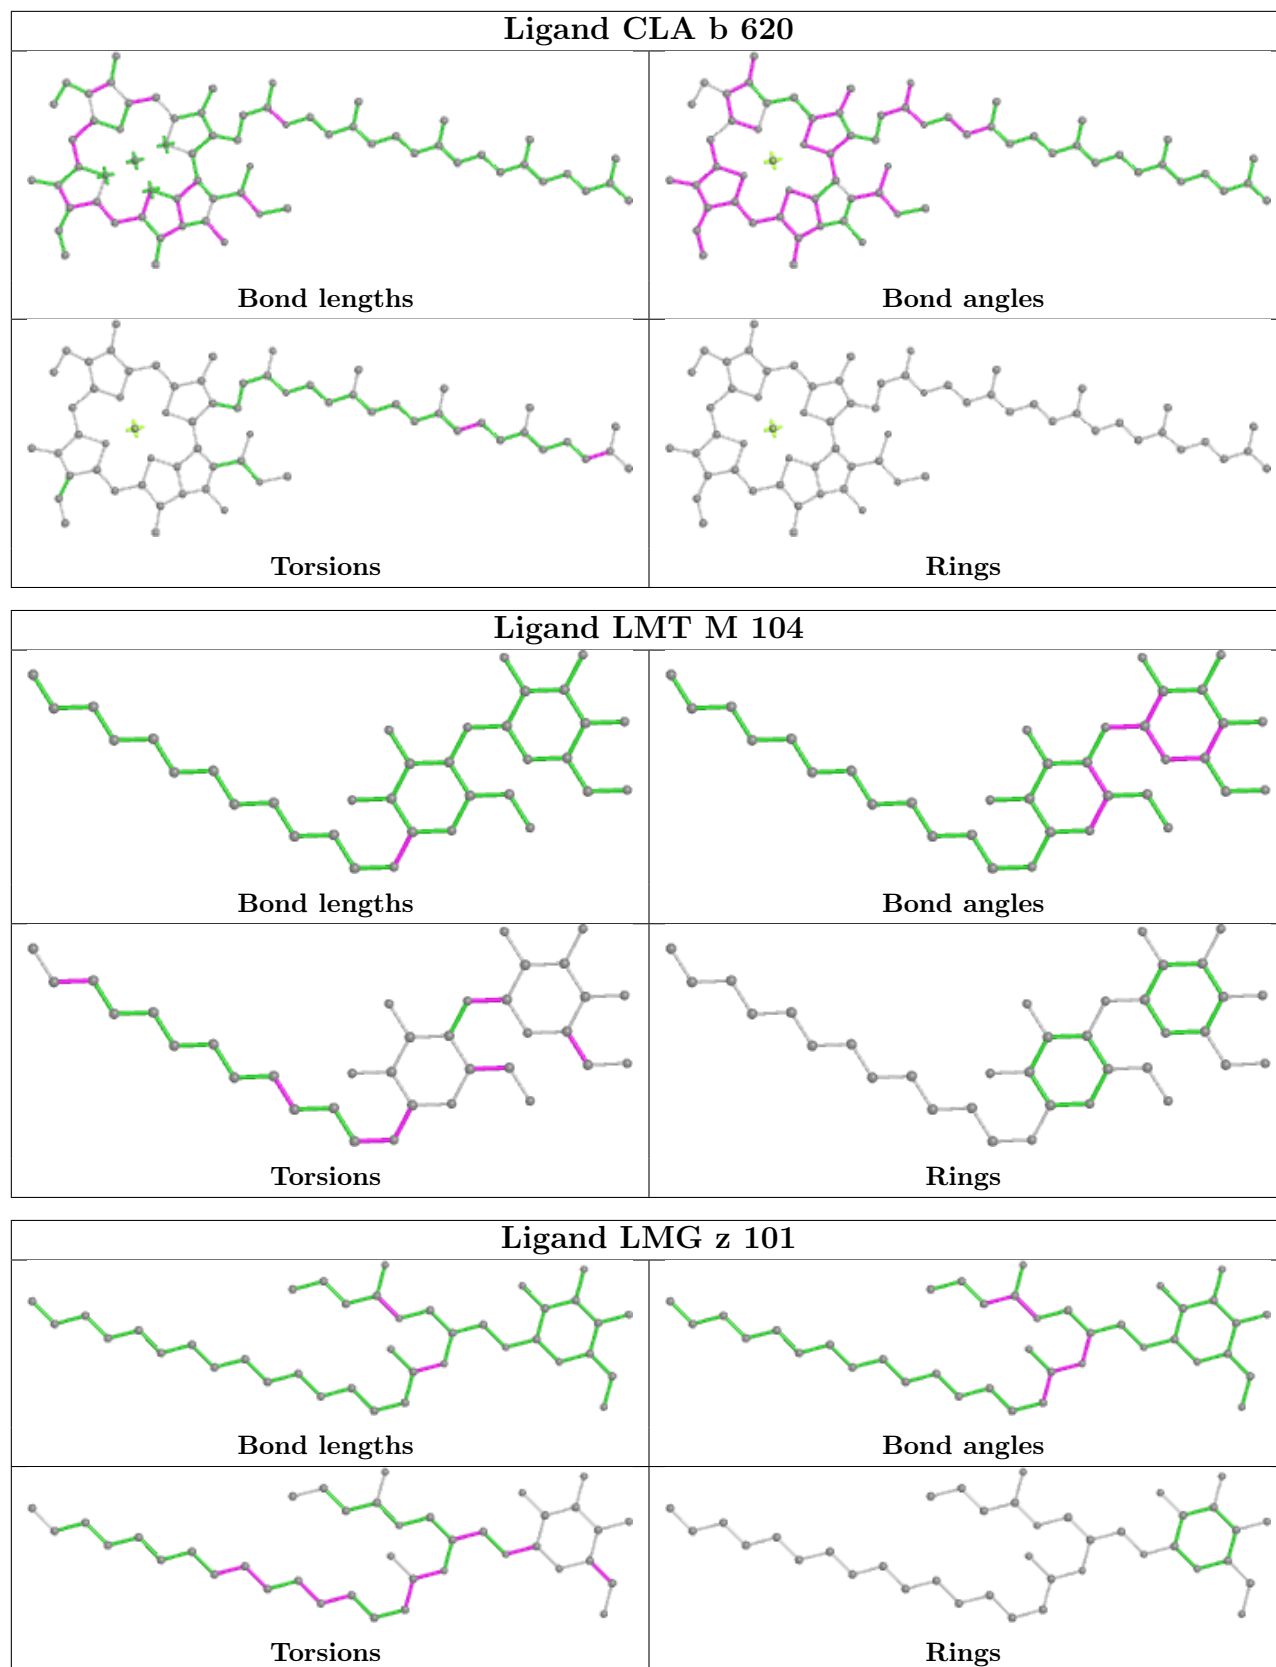 Ligand CLA b 620
Bond lengths
Bond angles
Torsions
Rings
Ligand LMT M 104
Bond lengths
Bond angles
Torsions
Rings
Ligand LMG z 101
Bond lengths
Bond angles
Torsions
Rings